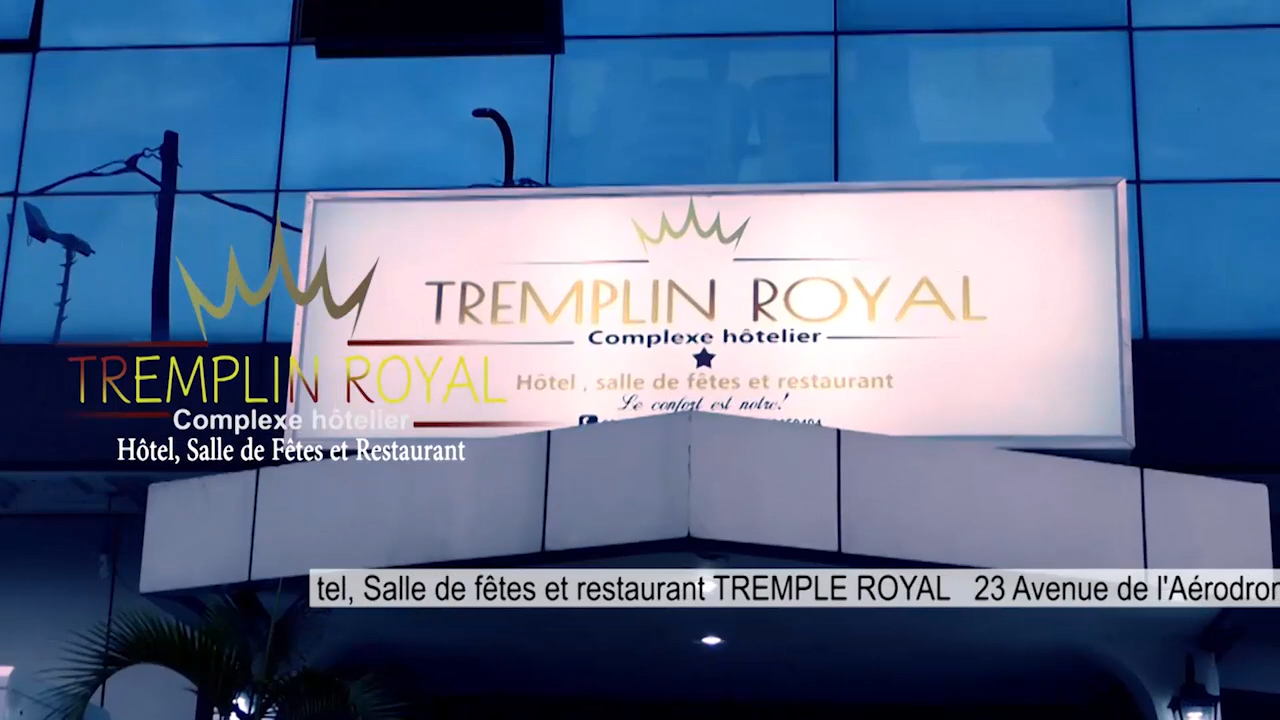 TREMPLIN ROYAL
Complexe hôtelier
Hôtel , salle de fêtes et restaurant
Le confort est notre!
TREMPLIN ROYAL
Complexe hôtelier
Hôtel, Salle de Fêtes et Restaurant
tel, Salle de fêtes et restaurant TREMPLE ROYAL 23 Avenue de l'Aérodron